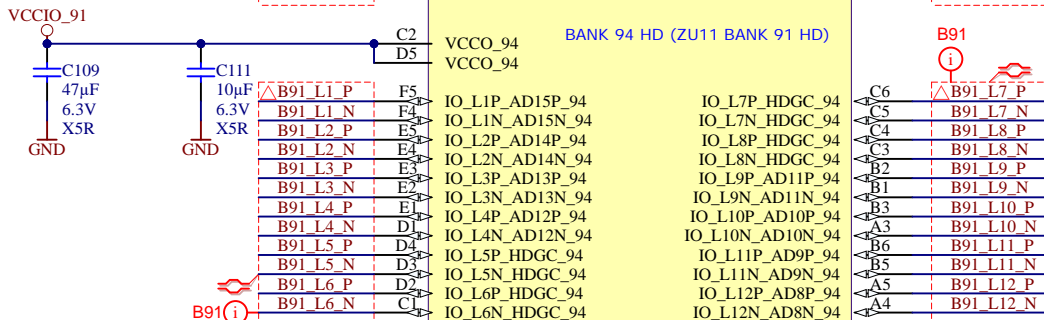 VCCIO_91
C109
47µF
6.3V
X5R
GND
C111
10µF
6.3V
X5R
GND
BANK 94 HD (ZU11 BANK 91 HD)
C2 VCCO_94
D5 VCCO_94
B91_L1_P F5 IO_L1P_AD15P_94
B91_L1_N F4 IO_L1N_AD15N_94
B91_L2_P E5 IO_L2P_AD14P_94
B91_L2_N E4 IO_L2N_AD14N_94
B91_L3_P E3 IO_L3P_AD13P_94
B91_L3_N E2 IO_L3N_AD13N_94
B91_L4_P E1 IO_L4P_AD12P_94
B91_L4_N D1 IO_L4N_AD12N_94
B91_L5_P D4 IO_L5P_HDGC_94
B91_L5_N D3 IO_L5N_HDGC_94
B91_L6_P D2 IO_L6P_HDGC_94
B91_L6_N C1 IO_L6N_HDGC_94
B91 i
B91
i
IO_L7P_HDGC_94 C6 B91_L7_P
IO_L7N_HDGC_94 C5 B91_L7_N
IO_L8P_HDGC_94 C4 B91_L8_P
IO_L8N_HDGC_94 C3 B91_L8_N
IO_L9P_AD11P_94 B2 B91_L9_P
IO_L9N_AD11N_94 B1 B91_L9_N
IO_L10P_AD10P_94 B3 B91_L10_P
IO_L10N_AD10N_94 A3 B91_L10_N
IO_L11P_AD9P_94 B6 B91_L11_P
IO_L11N_AD9N_94 B5 B91_L11_N
IO_L12P_AD8P_94 A5 B91_L12_P
IO_L12N_AD8N_94 A4 B91_L12_N